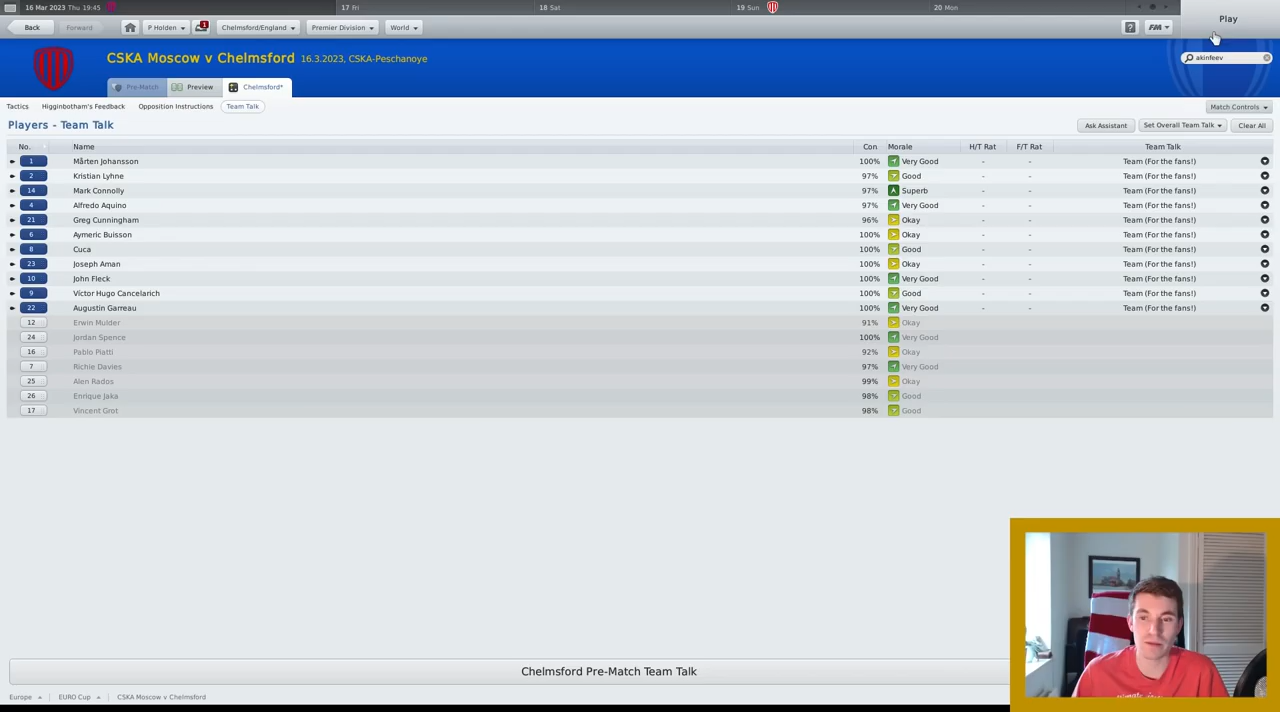 16 Mar 2023 Thu 19:45 17 Fri 18 Sat 19 Sun 20 Mon
Play
Back Forward P Holden 1 Chelmsford/England Premier Division World ? FM
CSKA Moscow v Chelmsford 16.3.2023, CSKA-Peschanoye
akinfeev
Pre-Match Preview Chelmsford*
Tactics Higginbotham's Feedback Opposition Instructions Team Talk Match Controls
Players - Team Talk Ask Assistant Set Overall Team Talk Clear All
No. Name Con Morale H/T Rat F/T Rat Team Talk
1 Mårten Johansson 100% Very Good - - Team (For the fans!)
2 Kristian Lyhne 97% Good - - Team (For the fans!)
14 Mark Connolly 97% Superb - - Team (For the fans!)
4 Alfredo Aquino 97% Very Good - - Team (For the fans!)
21 Greg Cunningham 96% Okay - - Team (For the fans!)
6 Aymeric Buisson 100% Okay - - Team (For the fans!)
8 Cuca 100% Good - - Team (For the fans!)
23 Joseph Aman 100% Okay - - Team (For the fans!)
10 John Fleck 100% Very Good - - Team (For the fans!)
9 Víctor Hugo Cancelarich 100% Good - - Team (For the fans!)
22 Augustin Garreau 100% Very Good - - Team (For the fans!)
12 Erwin Mulder 91% Okay
24 Jordan Spence 100% Very Good
16 Pablo Piatti 92% Okay
7 Richie Davies 97% Very Good
25 Alen Rados 99% Okay
26 Enrique Jaka 98% Good
17 Vincent Grot 98% Good
Chelmsford Pre-Match Team Talk
Europe EURO Cup CSKA Moscow v Chelmsford